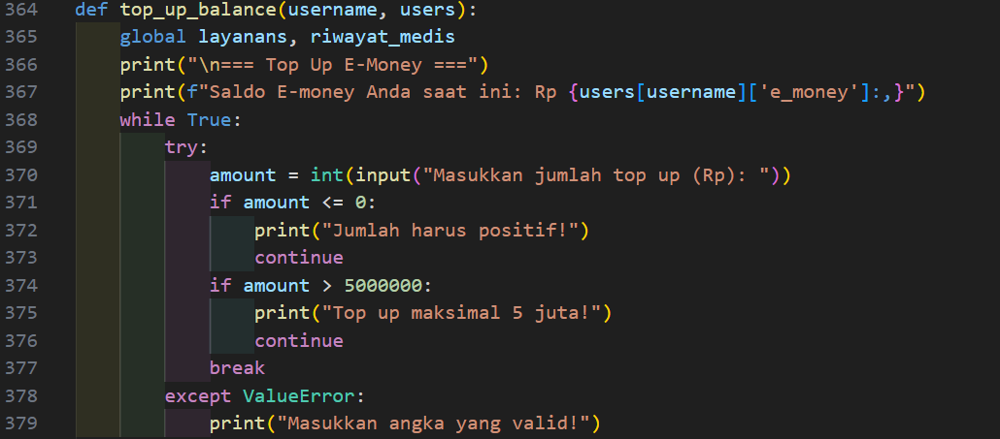 364 def top_up_balance(username, users):
365     global layanans, riwayat_medis
366     print("\n=== Top Up E-Money ===")
367     print(f"Saldo E-money Anda saat ini: Rp {users[username]['e_money']:,}")
368     while True:
369         try:
370             amount = int(input("Masukkan jumlah top up (Rp): "))
371             if amount <= 0:
372                 print("Jumlah harus positif!")
373                 continue
374             if amount > 5000000:
375                 print("Top up maksimal 5 juta!")
376                 continue
377             break
378         except ValueError:
379             print("Masukkan angka yang valid!")